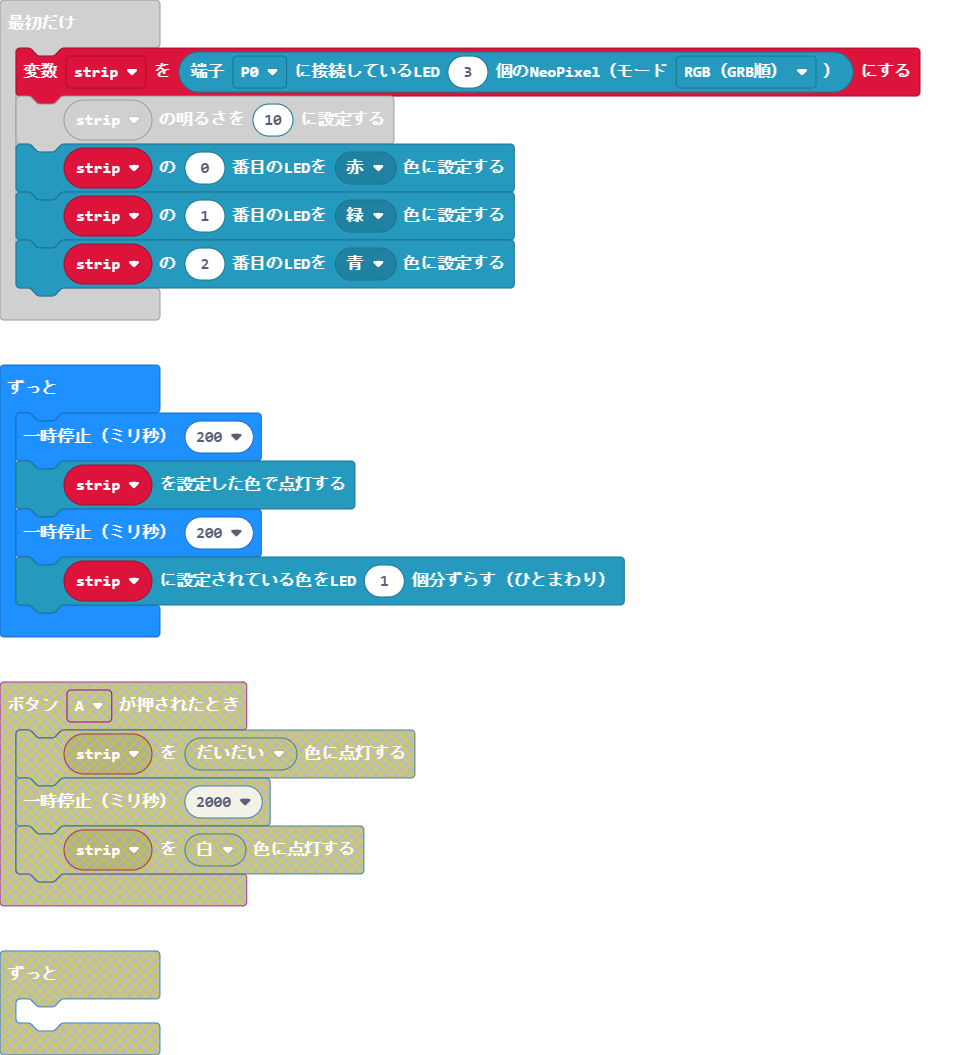 最初だけ
変数 strip を 端子 P0 に接続しているLED 3 個のNeoPixel（モード RGB（GRB順） ） にする
strip の明るさを 10 に設定する
strip の 0 番目のLEDを 赤 色に設定する
strip の 1 番目のLEDを 緑 色に設定する
strip の 2 番目のLEDを 青 色に設定する
ずっと
一時停止（ミリ秒） 200
strip を設定した色で点灯する
一時停止（ミリ秒） 200
strip に設定されている色をLED 1 個分ずらす（ひとまわり）
ボタン A が押されたとき
strip を だいだい 色に点灯する
一時停止（ミリ秒） 2000
strip を 白 色に点灯する
ずっと